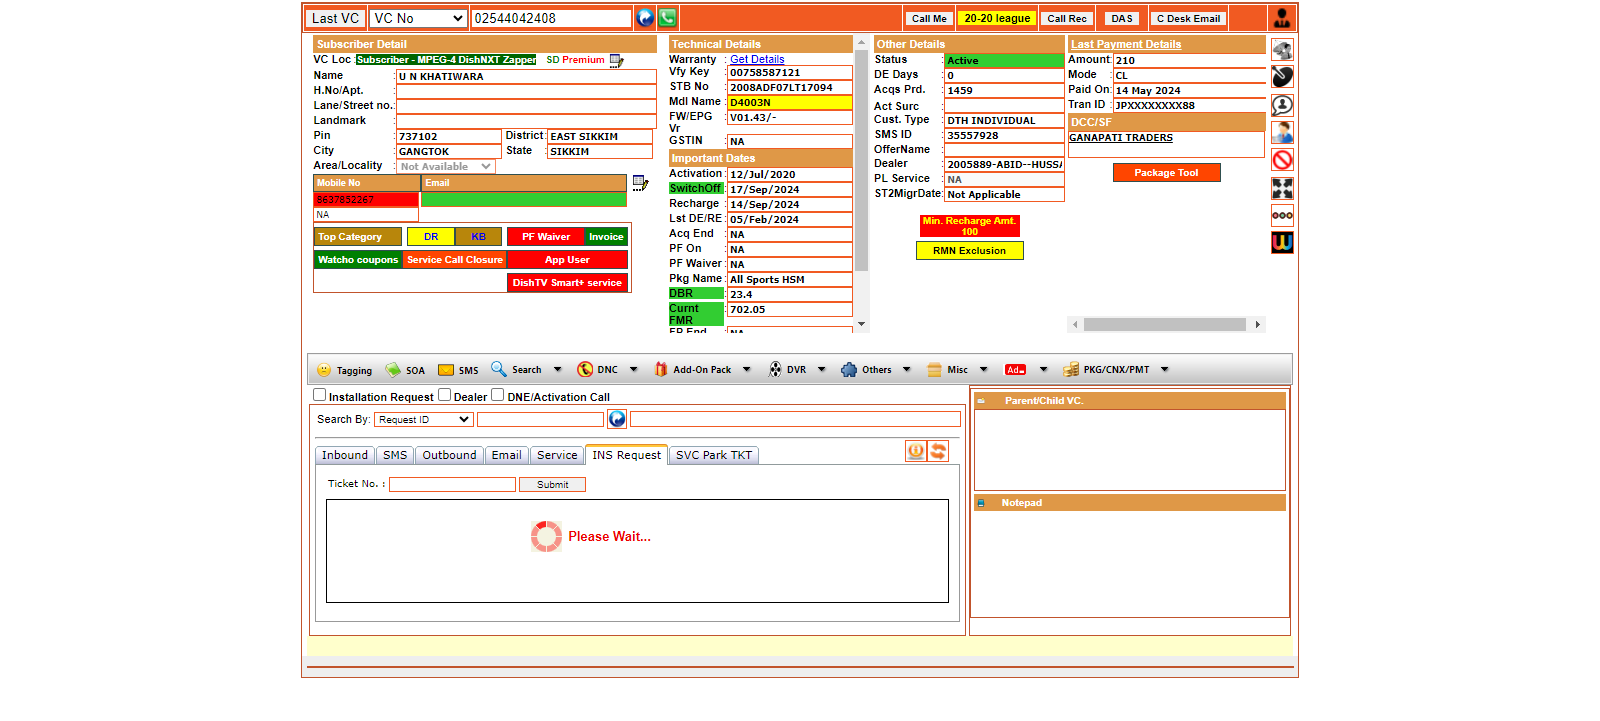 Last VC VC No 02544042408 Call Me 20-20 league Call Rec DAS C Desk Email
Subscriber Detail
VC Loc : Subscriber - MPEG-4 DishNXT Zapper SD Premium
Name : U N KHATIWARA
H.No/Apt. :
Lane/Street no. :
Landmark :
Pin : 737102 District : EAST SIKKIM
City : GANGTOK State : SIKKIM
Area/Locality : Not Available
Mobile No Email
8637852267
NA
Top Category DR KB PF Waiver Invoice
Watcho coupons Service Call Closure App User
DishTV Smart+ service
Technical Details
Warranty : Get Details
Vfy Key : 00758587121
STB No : 2008ADF07LT17094
Mdl Name : D4003N
FW/EPG Vr : V01.43/-
GSTIN : NA
Important Dates
Activation : 12/Jul/2020
SwitchOff : 17/Sep/2024
Recharge : 14/Sep/2024
Lst DE/RE : 05/Feb/2024
Acq End : NA
PF On : NA
PF Waiver : NA
Pkg Name : All Sports HSM
DBR : 23.4
Curnt FMR : 702.05
FP End : NA
Other Details
Status : Active
DE Days : 0
Acqs Prd. : 1459
Act Surc :
Cust. Type : DTH INDIVIDUAL
SMS ID : 35557928
OfferName :
Dealer : 2005889-ABID--HUSSA
PL Service : NA
ST2MigrDate : Not Applicable
Min. Recharge Amt.
100
RMN Exclusion
Last Payment Details
Amount : 210
Mode : CL
Paid On : 14 May 2024
Tran ID : JPXXXXXXX88
DCC/SF
GANAPATI TRADERS
Package Tool
Tagging SOA SMS Search DNC Add-On Pack DVR Others Misc Ad PKG/CNX/PMT
Installation Request Dealer DNE/Activation Call
Search By: Request ID
Inbound SMS Outbound Email Service INS Request SVC Park TKT
Ticket No. : Submit
Please Wait...
Parent/Child VC.
Notepad